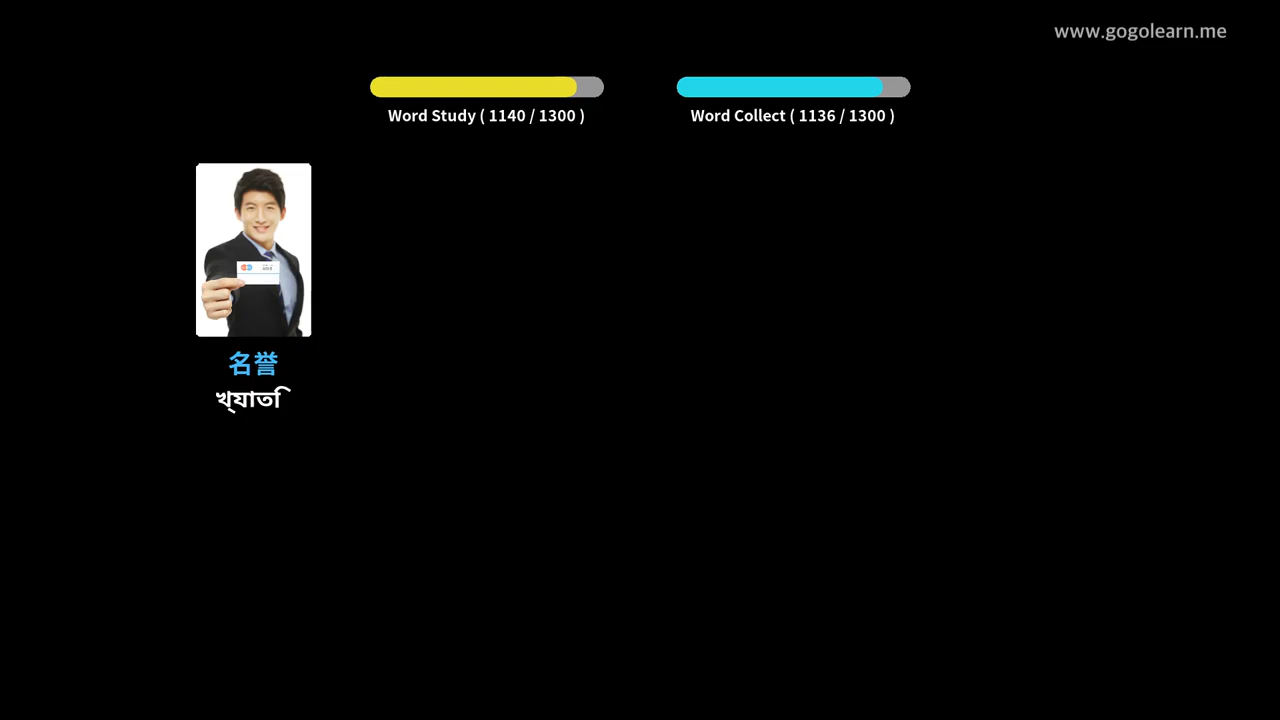 www.gogolearn.me
Word Study ( 1140 / 1300 )
Word Collect ( 1136 / 1300 )
名誉
খ্যাতি